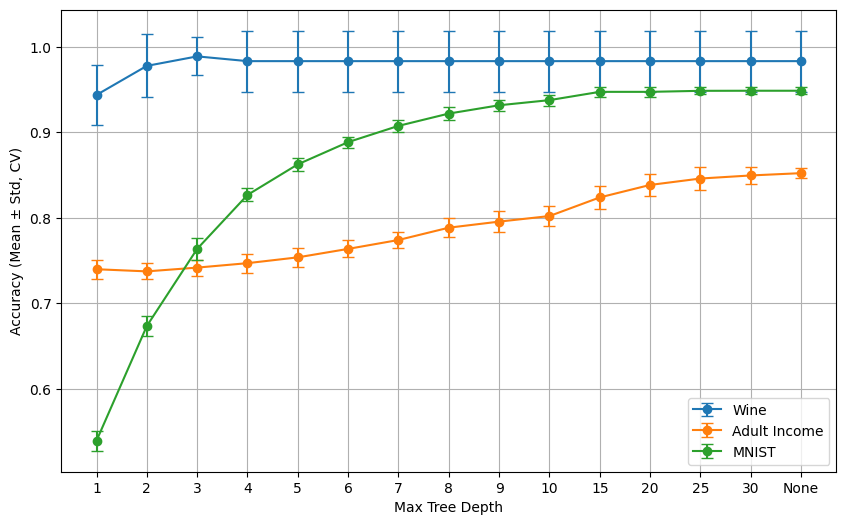 Accuracy (Mean ± Std, CV)
1.0
0.9
0.8
0.7
0.6
1 2 3 4 5 6 7 8 9 10 15 20 25 30 None
Max Tree Depth
Wine
Adult Income
MNIST